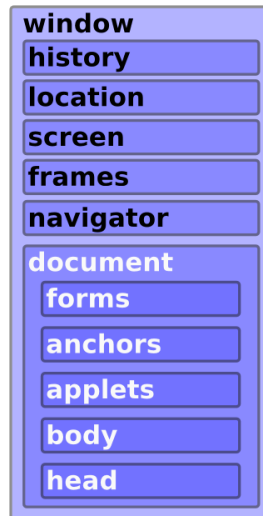 window
history
location
screen
frames
navigator
document
forms
anchors
applets
body
head